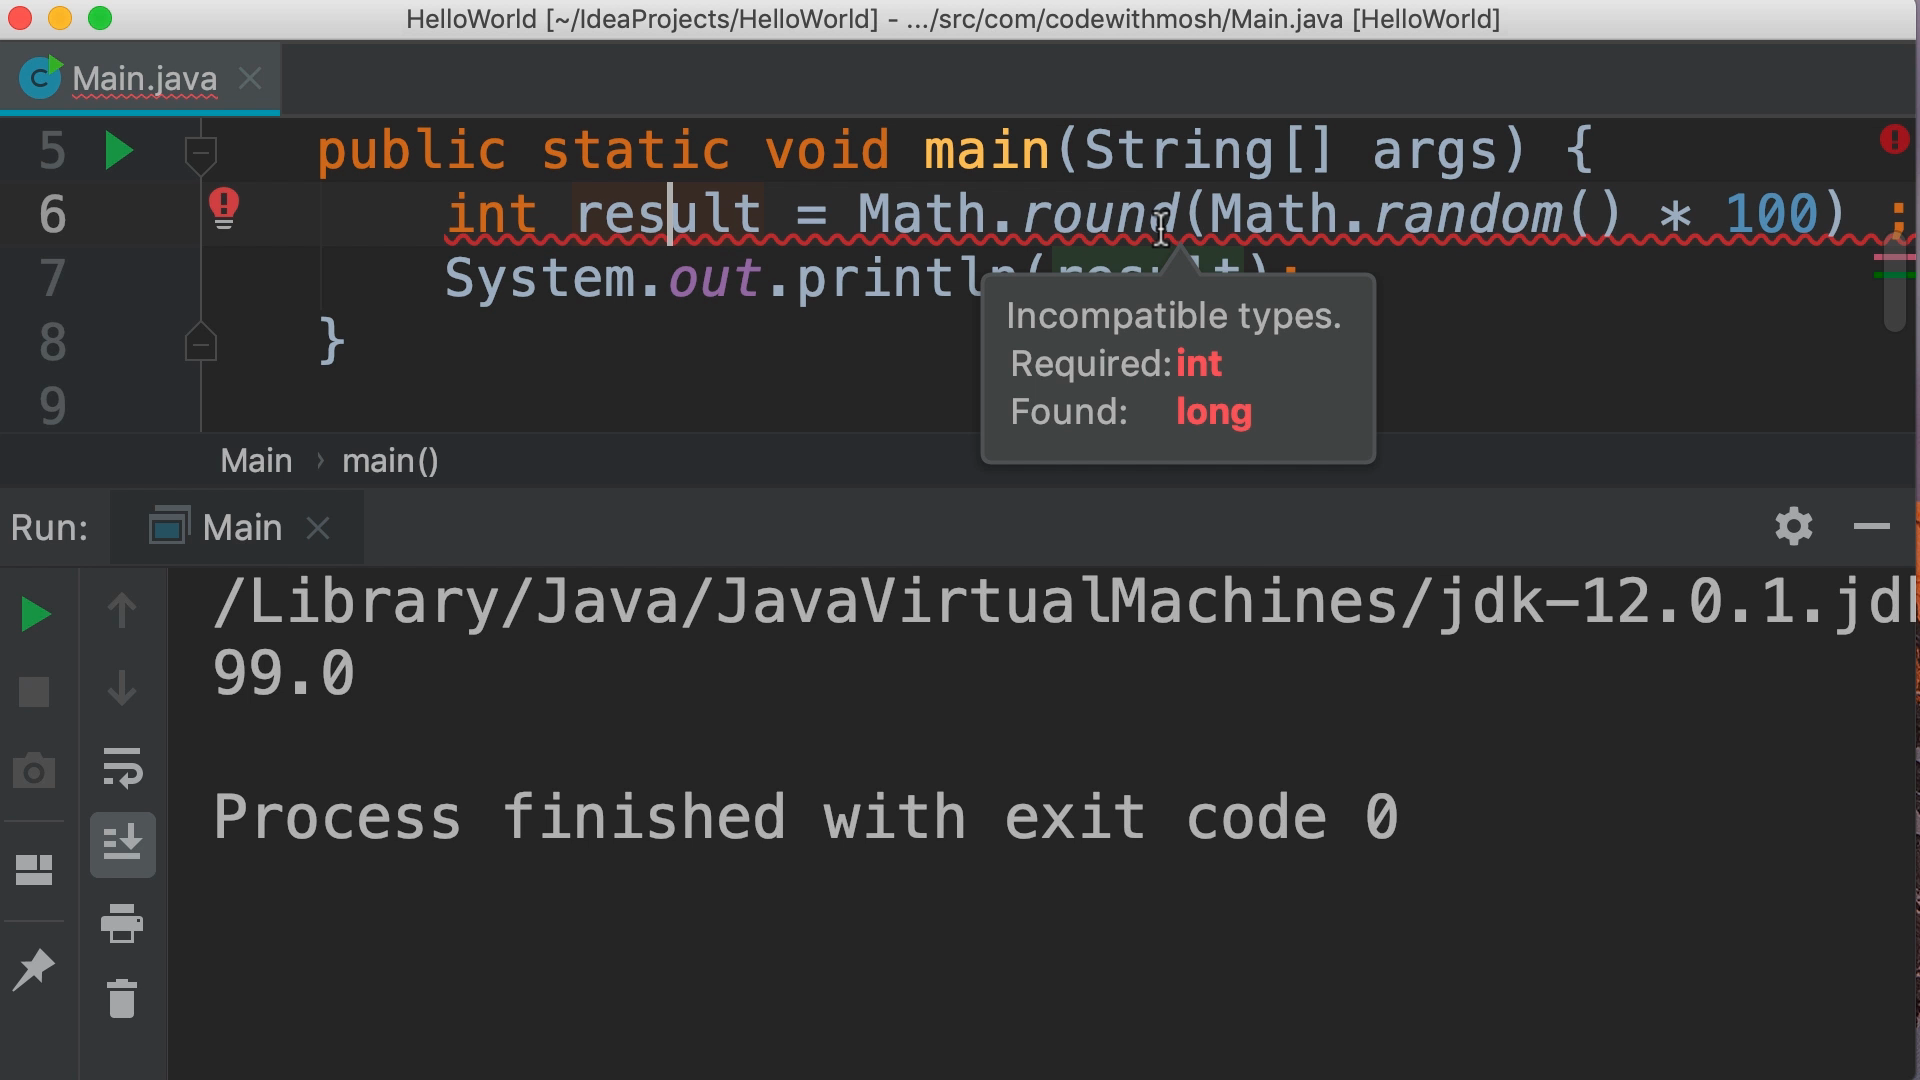 HelloWorld [~/IdeaProjects/HelloWorld] - .../src/com/codewithmosh/Main.java [HelloWorld]
Main.java
5 public static void main(String[] args) {
6 int result = Math.round(Math.random() * 100) ;
7 System.out.println(result);
8 }
9
Incompatible types.
Required: int
Found: long
Main › main()
Run: Main
/Library/Java/JavaVirtualMachines/jdk-12.0.1.jd
99.0
Process finished with exit code 0